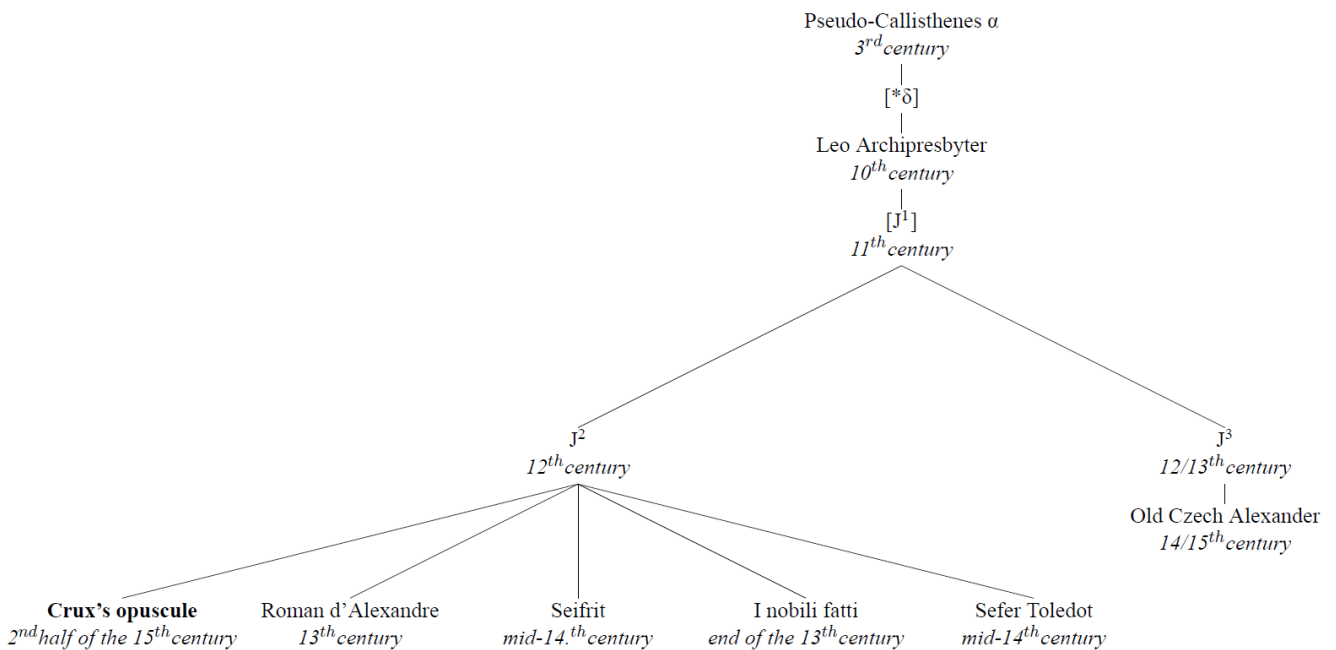 Pseudo-Callisthenes α
3rd century
[*δ]
Leo Archipresbyter
10th century
[J1]
11th century
J2
12th century
J3
12/13th century
Old Czech Alexander
14/15th century
Crux's opuscule
2nd half of the 15th century
Roman d'Alexandre
13th century
Seifrit
mid-14.th century
I nobili fatti
end of the 13th century
Sefer Toledot
mid-14th century